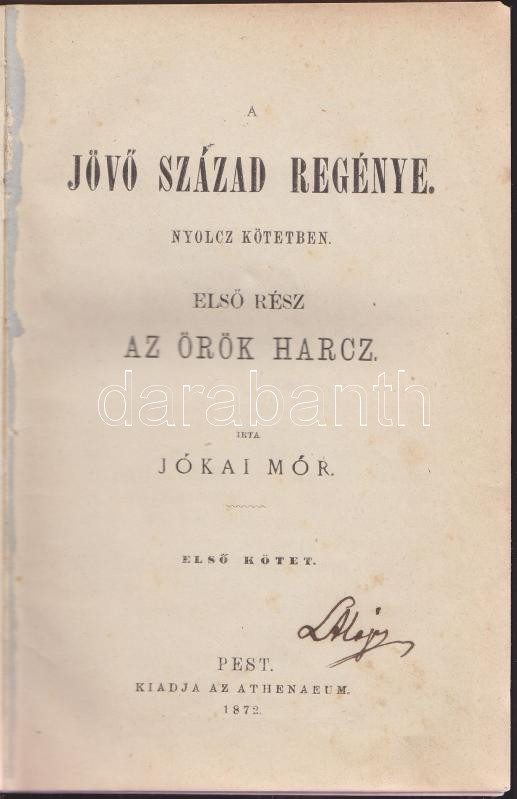 A
JÖVŐ SZÁZAD REGÉNYE.
NYOLCZ KÖTETBEN.
ELSŐ RÉSZ
AZ ÖRÖK HARCZ.
darabanth
IRTA
JÓKAI MÓR.
ELSŐ KÖTET.
PEST.
KIADJA AZ ATHENAEUM.
1872.